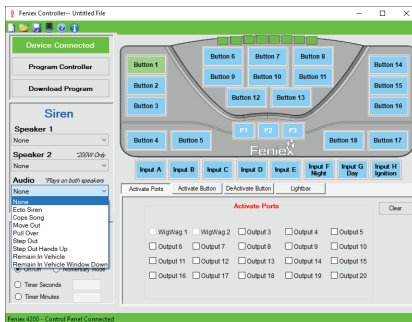 Feniex Controller-- Untitled File
Device Connected
Program Controller
Download Program
Siren
Speaker 1
None
Speaker 2 *200W Only
None
Audio *Plays on both speakers
None
None
Ecto Siren
Cops Song
Move Out
Pull Over
Step Out
Step Out Hands Up
Remain In Vehicle
Remain In Vehicle Window Down
On/Off Momentary Mode
Timer Seconds
Timer Minutes
Button 1
Button 2
Button 3
Button 4
Button 5
Button 6
Button 7
Button 8
Button 9
Button 10
Button 11
Button 12
Button 13
Button 14
Button 15
Button 16
Button 18
Button 17
P1 P2 P3
Feniex
Input A
Input B
Input C
Input D
Input E
Input F Night
Input G Day
Input H Ignition
Activate Ports
Activate Button
DeActivate Button
Lightbar
Activate Ports
Clear
WigWag 1 WigWag 2 Output 3 Output 4 Output 5
Output 6 Output 7 Output 8 Output 9 Output 10
Output 11 Output 12 Output 13 Output 14 Output 15
Output 16 Output 17 Output 18 Output 19 Output 20
Feniex 4200 - Control Panel Connected